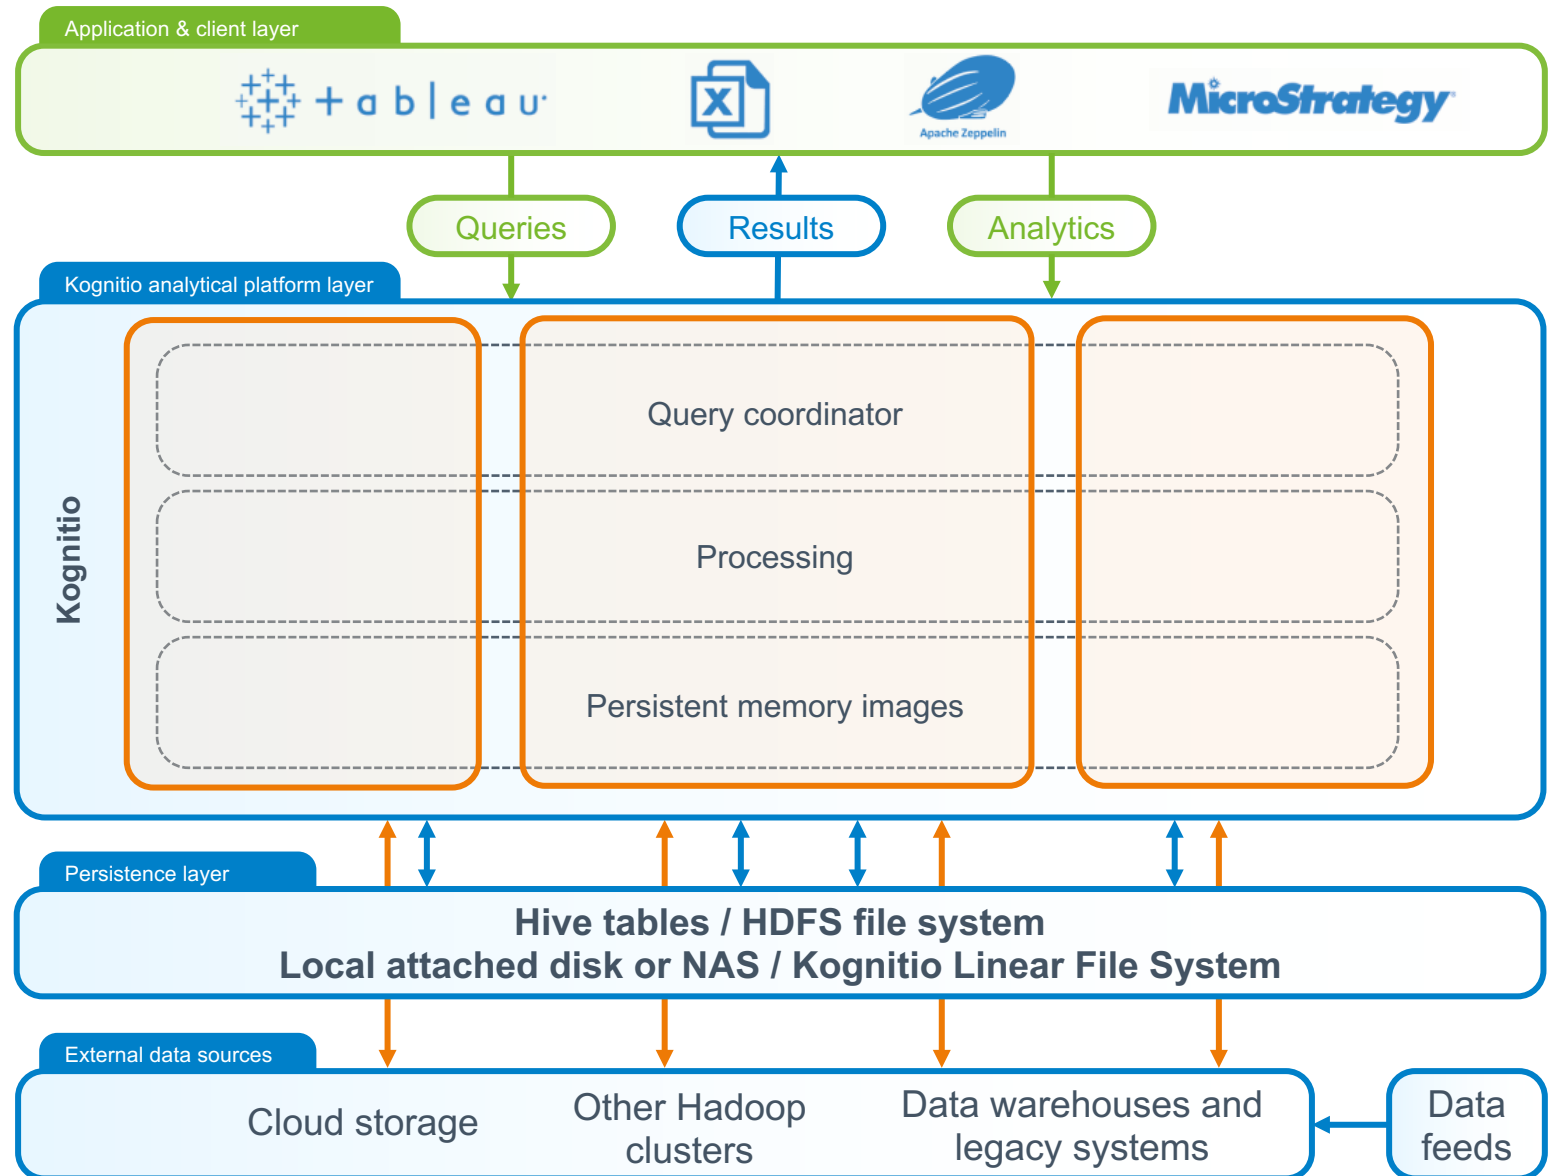 Application & client layer
+ a b | e a u
X
Apache Zeppelin
MicroStrategy
Queries
Results
Analytics
Kognitio analytical platform layer
Kognitio
Query coordinator
Processing
Persistent memory images
Persistence layer
Hive tables / HDFS file system
Local attached disk or NAS / Kognitio Linear File System
External data sources
Cloud storage
Other Hadoop
clusters
Data warehouses and
legacy systems
Data
feeds